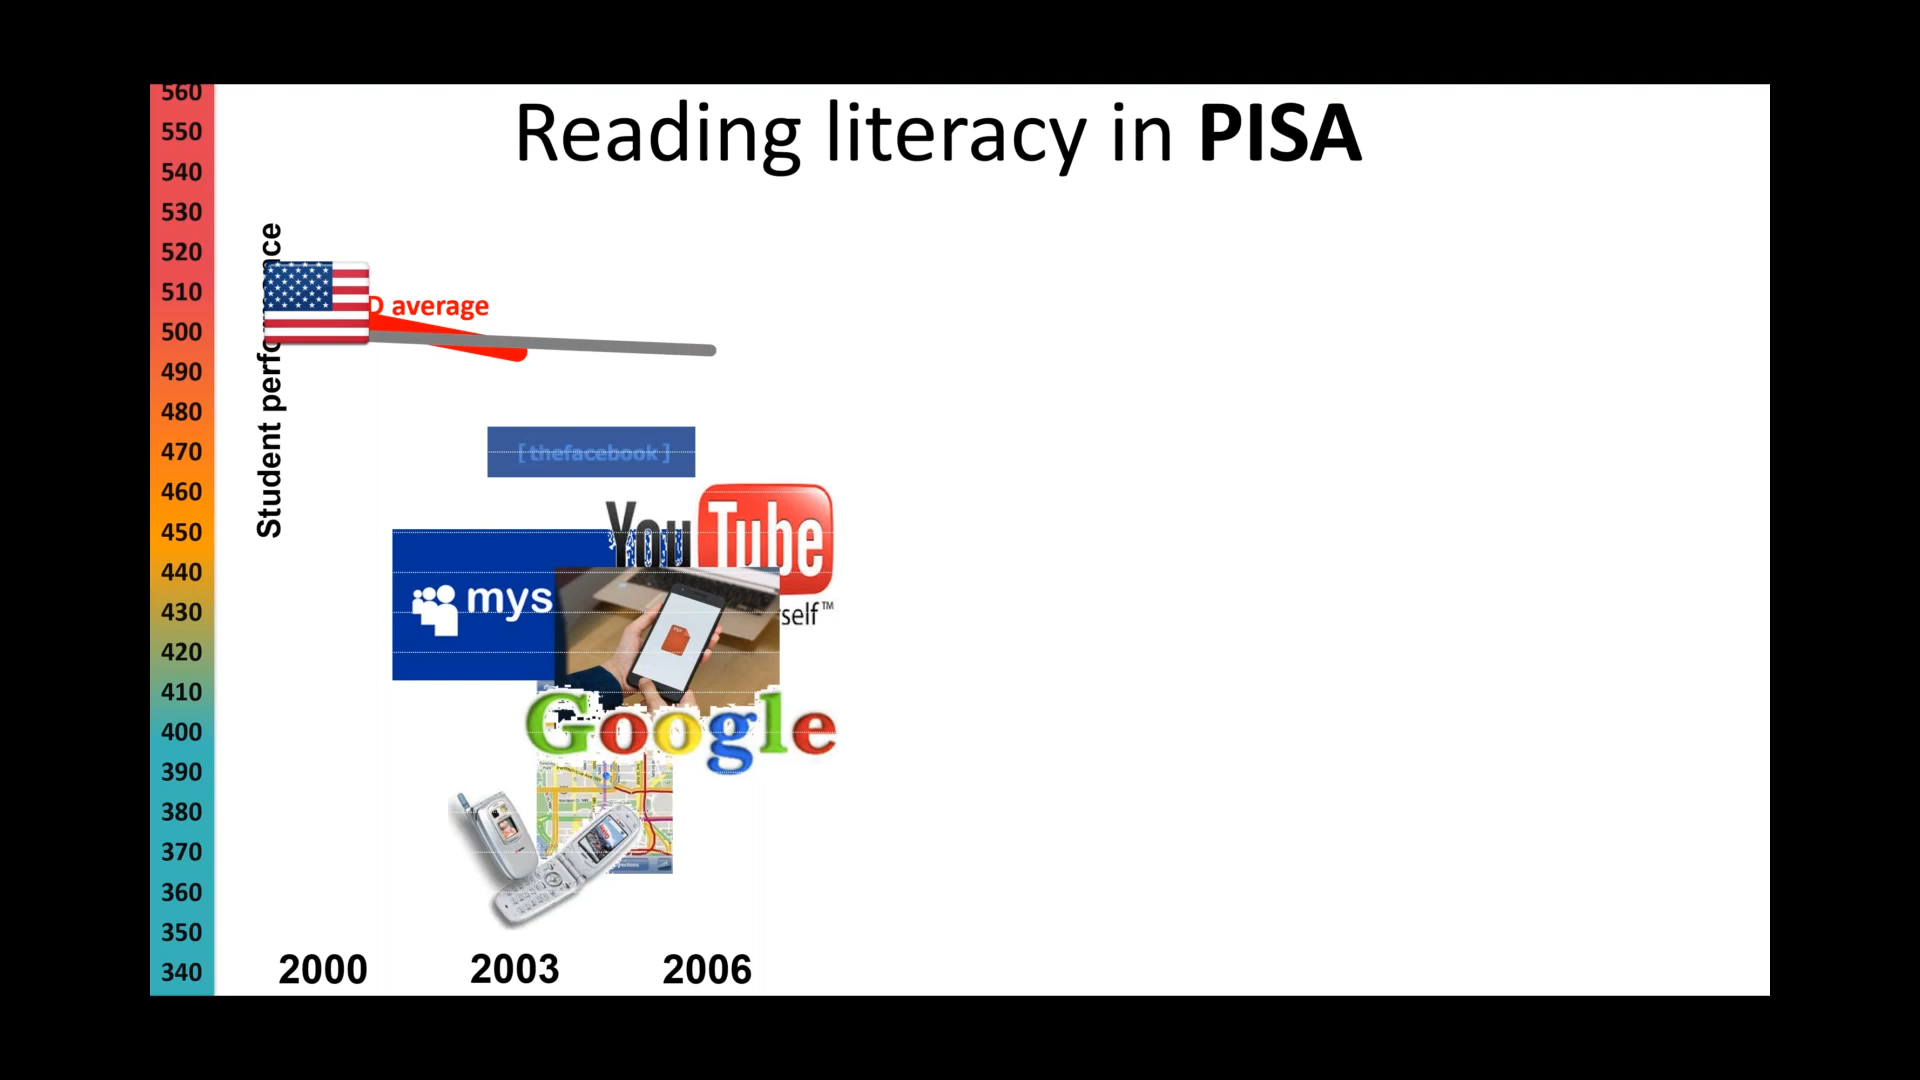 Reading literacy in PISA
560
550
540
530
520
510
500
490
480
470
460
450
440
430
420
410
400
390
380
370
360
350
340
Student performance
D average
[ thefacebook ]
You Tube
self™
mys
PDF
Google
2000
2003
2006